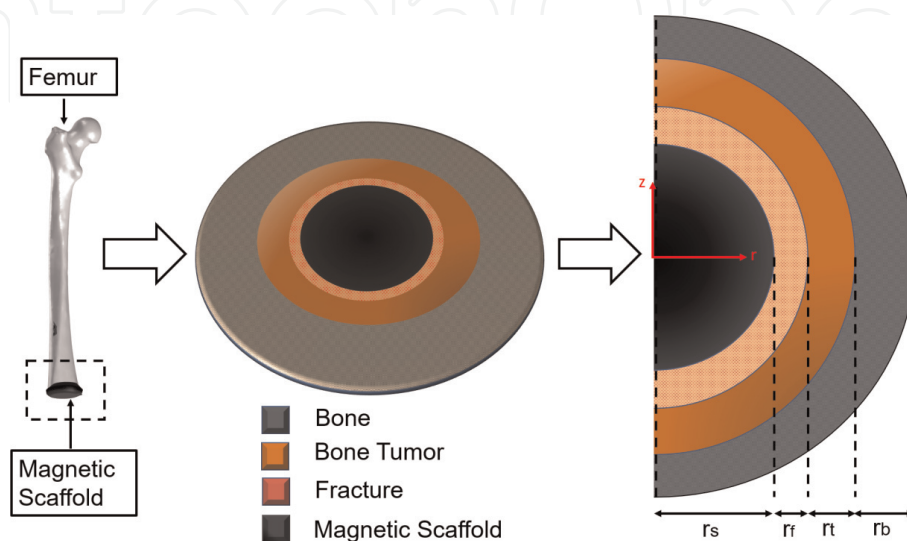 Femur
Magnetic
Scaffold
Bone
Bone Tumor
Fracture
Magnetic Scaffold
z
r
rs
rf
rt
rb